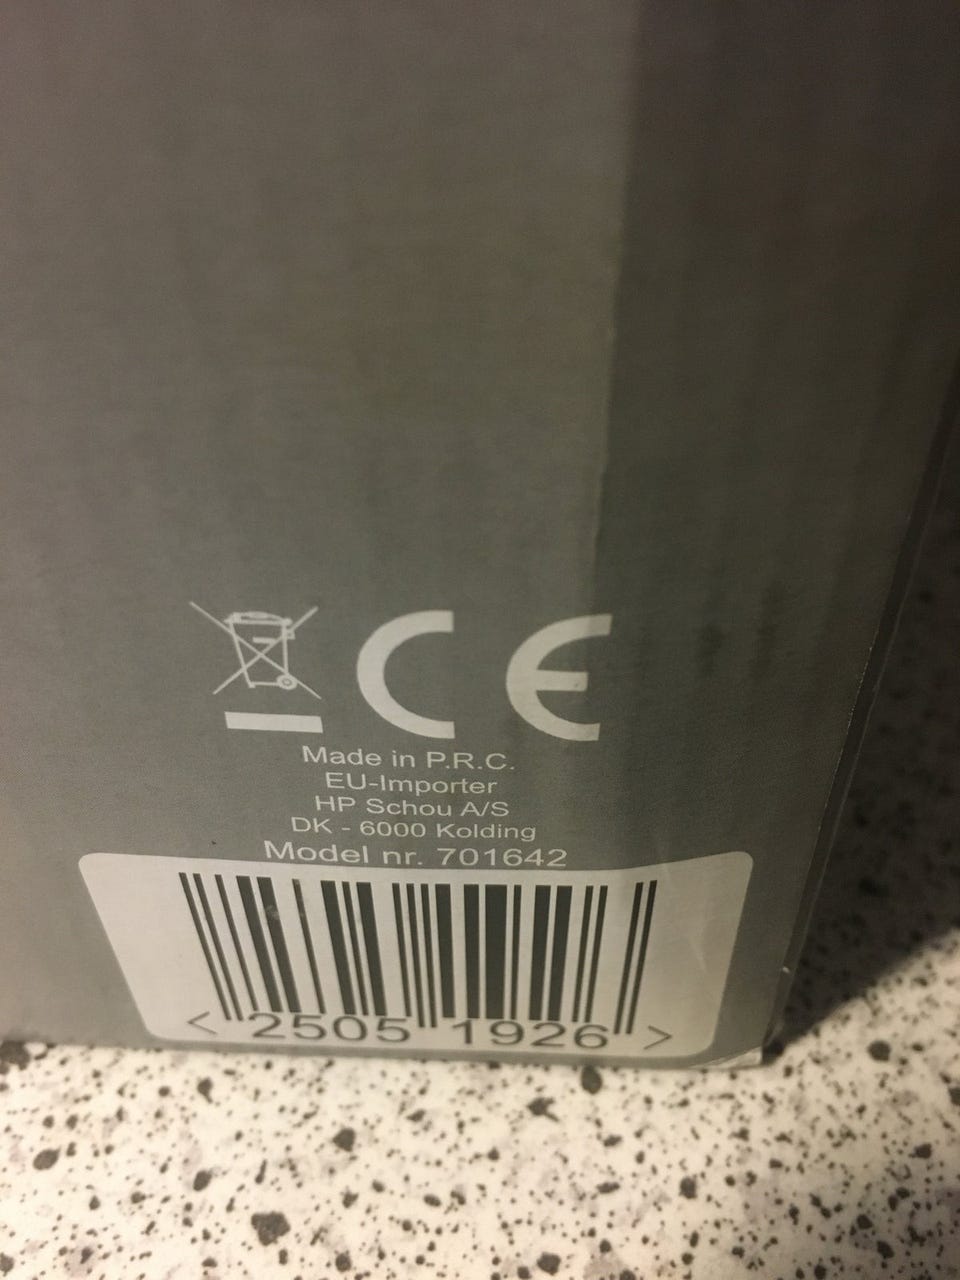 CE
Made in P.R.C.
EU-Importer
HP Schou A/S
DK - 6000 Kolding
Model nr. 701642
< 2505 1926 >